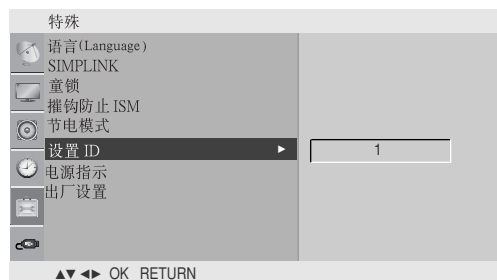 特殊
语言(Language)
SIMPLINK
童锁
摧钩防止 ISM
节电模式
设置 ID ►
1
电源指示
出厂设置
▲▼ ◄► OK RETURN